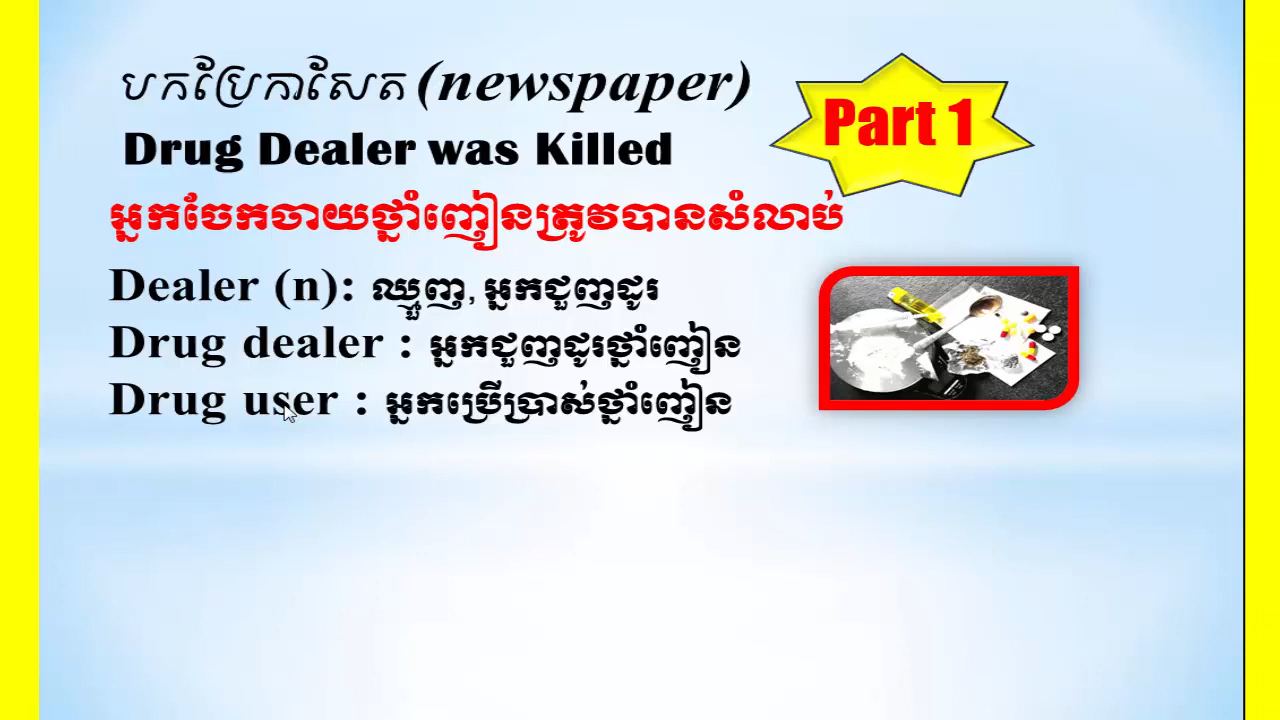 បកប្រែកាសែត (newspaper)
Part 1
Drug Dealer was Killed
អ្នកចែកចាយថ្នាំញៀនត្រូវបានសំលាប់
Dealer (n): ឈ្មួញ, អ្នកជួញដូរ
Drug dealer : អ្នកជួញដូរថ្នាំញៀន
Drug user : អ្នកប្រើប្រាស់ថ្នាំញៀន